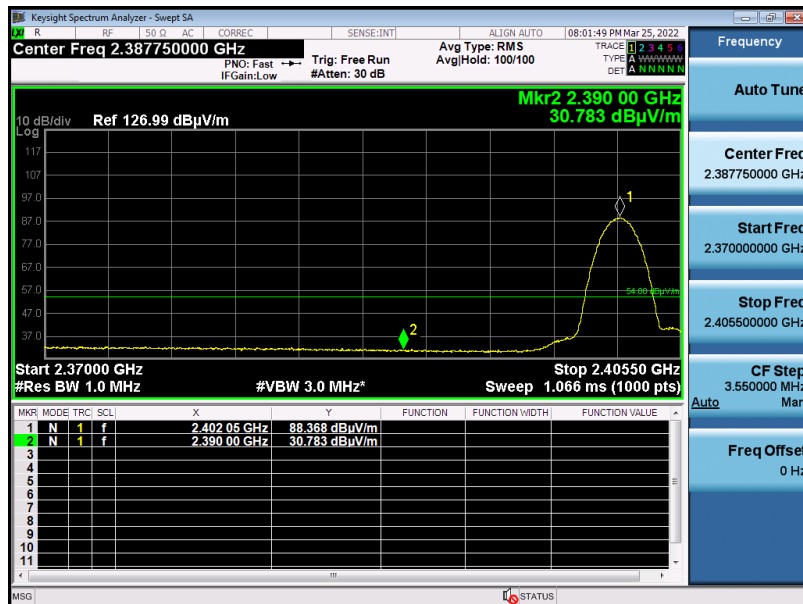 Keysight Spectrum Analyzer - Swept SA
LXI R RF 50 Ω AC CORREC SENSE:INT ALIGN AUTO 08:01:49 PM Mar 25, 2022
Center Freq 2.387750000 GHz
PNO: Fast
IFGain:Low
Trig: Free Run
#Atten: 30 dB
Avg Type: RMS
Avg|Hold: 100/100
TRACE 1 2 3 4 5 6
TYPE A WWWWW
DET A N N N N N
Mkr2 2.390 00 GHz
30.783 dBµV/m
10 dB/div Ref 126.99 dBµV/m
Log
117
107
97.0
87.0
77.0
67.0
57.0
47.0
37.0
1
54.00 dBµV/m
2
Start 2.37000 GHz Stop 2.40550 GHz
#Res BW 1.0 MHz #VBW 3.0 MHz* Sweep 1.066 ms (1000 pts)
MKR MODE TRC SCL X Y FUNCTION FUNCTION WIDTH FUNCTION VALUE
1 N 1 f 2.402 05 GHz 88.368 dBµV/m
2 N 1 f 2.390 00 GHz 30.783 dBµV/m
3
4
5
6
7
8
9
10
11
MSG STATUS
Frequency
Auto Tune
Center Freq
2.387750000 GHz
Start Freq
2.370000000 GHz
Stop Freq
2.405500000 GHz
CF Step
3.550000 MHz
Auto Man
Freq Offset
0 Hz